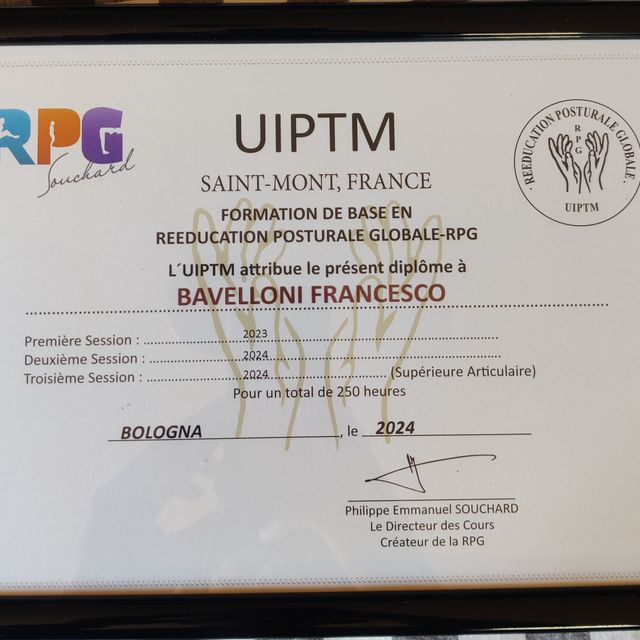 RPG
Souchard
UIPTM
SAINT-MONT, FRANCE
REEDUCATION POSTURALE GLOBALE.
R
P
G
UIPTM
FORMATION DE BASE EN
REEDUCATION POSTURALE GLOBALE-RPG
L´UIPTM attribue le présent diplôme à
BAVELLONI FRANCESCO
Première Session : 2023
Deuxième Session : 2024
Troisième Session : 2024 (Supérieure Articulaire)
Pour un total de 250 heures
BOLOGNA, le 2024
Philippe Emmanuel SOUCHARD
Le Directeur des Cours
Créateur de la RPG